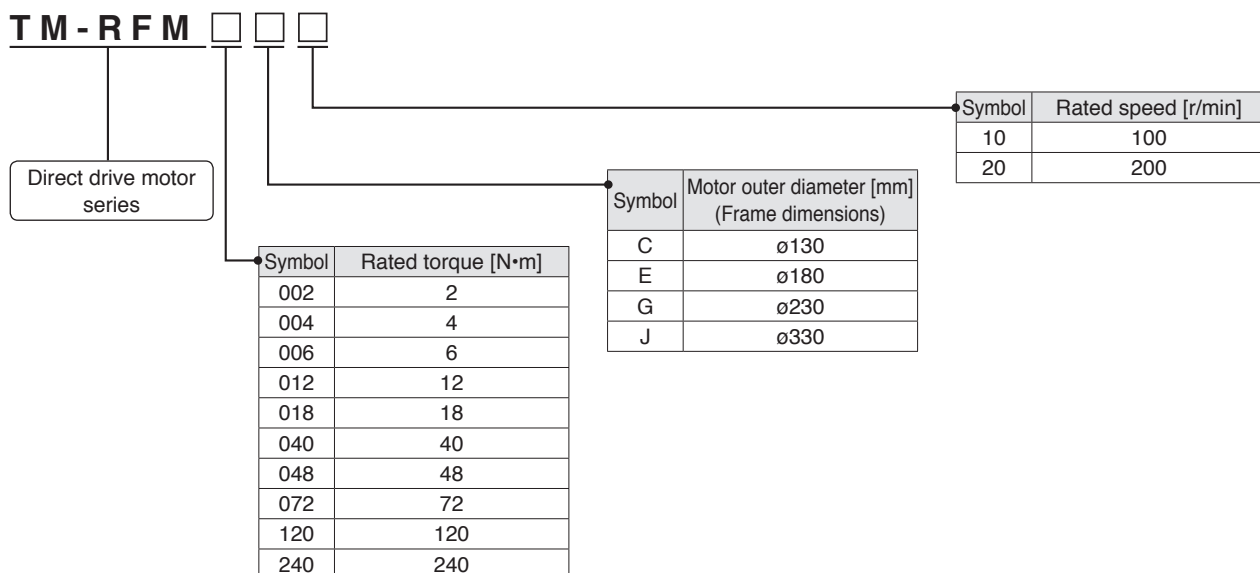 TM-RFM □ □ □
Direct drive motor
series
Symbol Rated torque [N•m]
002 2
004 4
006 6
012 12
018 18
040 40
048 48
072 72
120 120
240 240
Symbol Motor outer diameter [mm]
(Frame dimensions)
C ø130
E ø180
G ø230
J ø330
Symbol Rated speed [r/min]
10 100
20 200